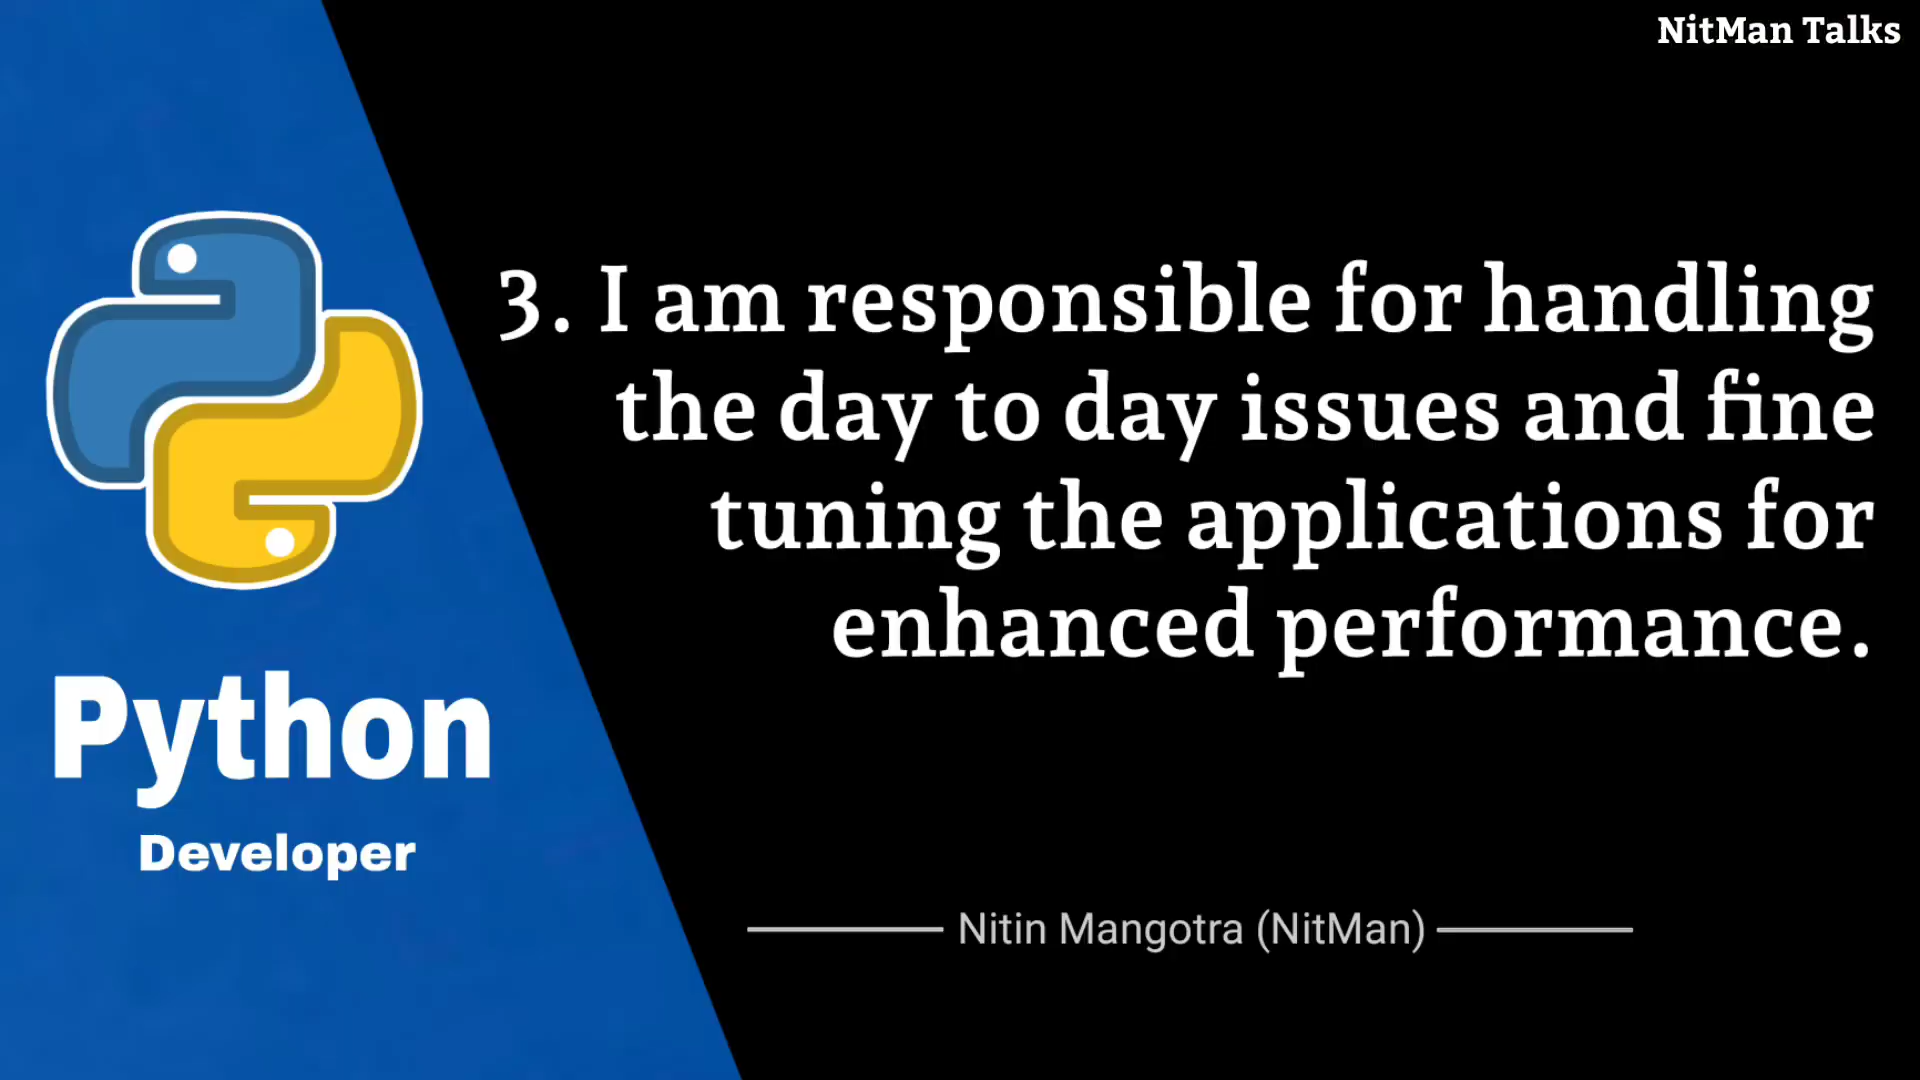 NitMan Talks
3. I am responsible for handling
the day to day issues and fine
tuning the applications for
enhanced performance.
Python
Developer
Nitin Mangotra (NitMan)